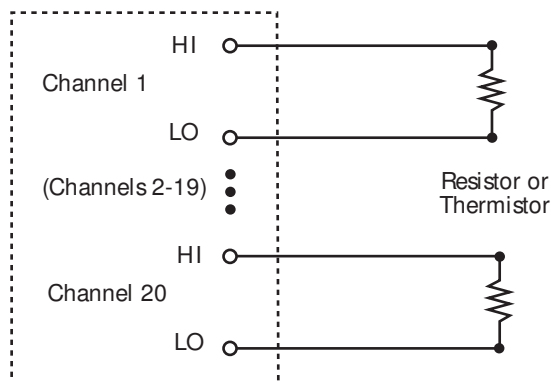 HI
Channel 1
LO
(Channels 2-19)
Resistor or
Thermistor
HI
Channel 20
LO